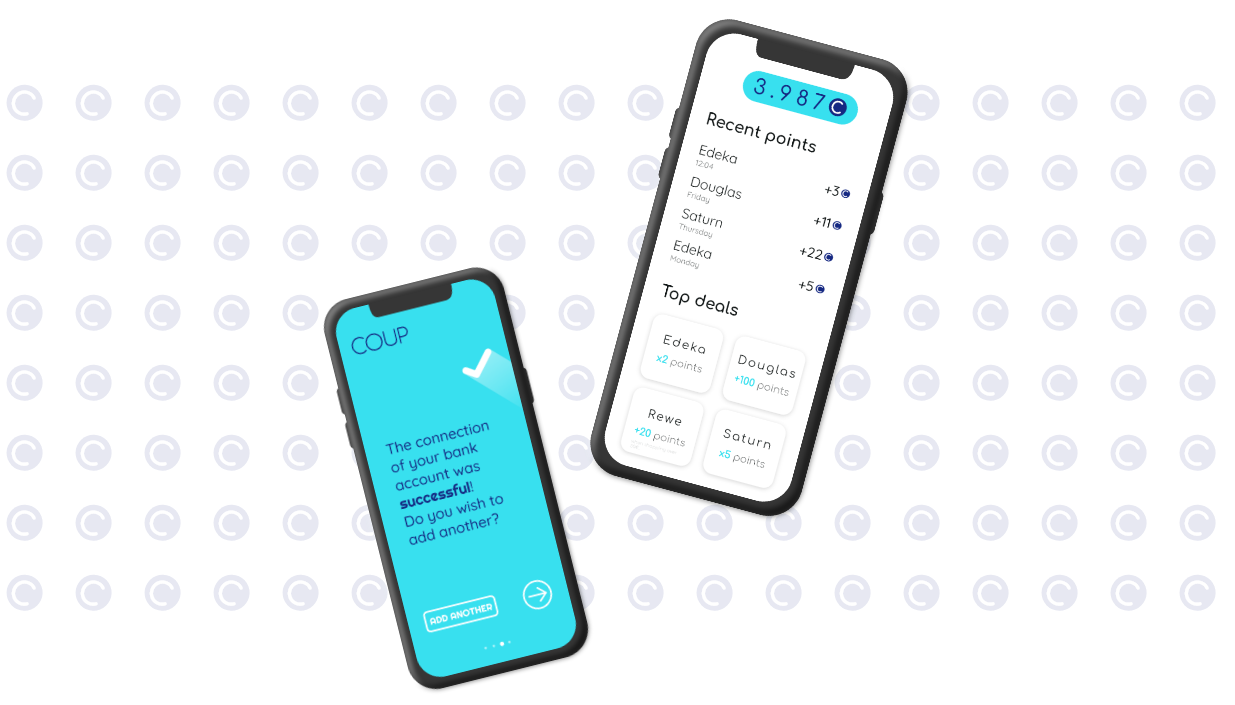 3.987
Recent points
Edeka
12:04
+3
Douglas
Friday
+11
Saturn
Thursday
+22
Edeka
Monday
+5
Top deals
Edeka
x2 points
Douglas
+100 points
Rewe
+20 points
Saturn
x5 points
COUP
The connection
of your bank
account was
successful!
Do you wish to
add another?
ADD ANOTHER